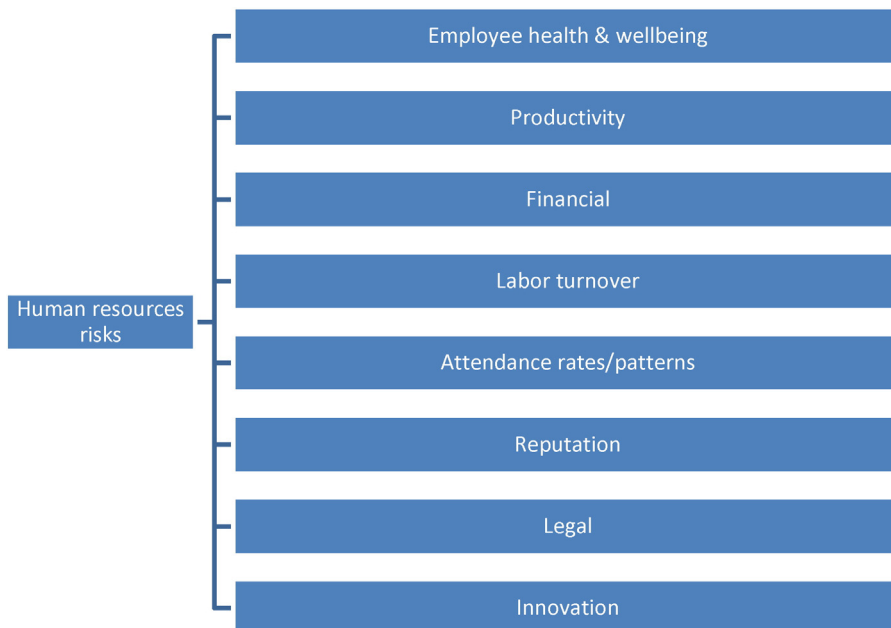 Human resources
risks
Employee health & wellbeing
Productivity
Financial
Labor turnover
Attendance rates/patterns
Reputation
Legal
Innovation